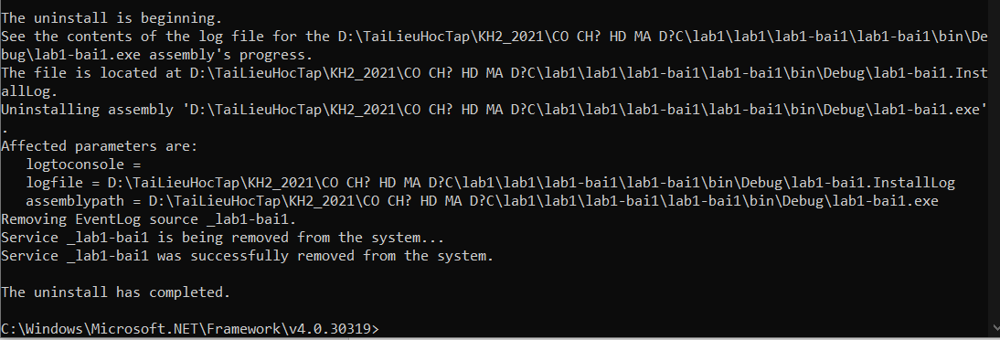 The uninstall is beginning.
See the contents of the log file for the D:\TaiLieuHocTap\KH2_2021\CO CH? HD MA D?C\lab1\lab1\lab1-bai1\lab1-bai1\bin\De
bug\lab1-bai1.exe assembly's progress.
The file is located at D:\TaiLieuHocTap\KH2_2021\CO CH? HD MA D?C\lab1\lab1\lab1-bai1\lab1-bai1\bin\Debug\lab1-bai1.Inst
allLog.
Uninstalling assembly 'D:\TaiLieuHocTap\KH2_2021\CO CH? HD MA D?C\lab1\lab1\lab1-bai1\lab1-bai1\bin\Debug\lab1-bai1.exe'
.
Affected parameters are:
   logtoconsole =
   logfile = D:\TaiLieuHocTap\KH2_2021\CO CH? HD MA D?C\lab1\lab1\lab1-bai1\lab1-bai1\bin\Debug\lab1-bai1.InstallLog
   assemblypath = D:\TaiLieuHocTap\KH2_2021\CO CH? HD MA D?C\lab1\lab1\lab1-bai1\lab1-bai1\bin\Debug\lab1-bai1.exe
Removing EventLog source _lab1-bai1.
Service _lab1-bai1 is being removed from the system...
Service _lab1-bai1 was successfully removed from the system.

The uninstall has completed.

C:\Windows\Microsoft.NET\Framework\v4.0.30319>